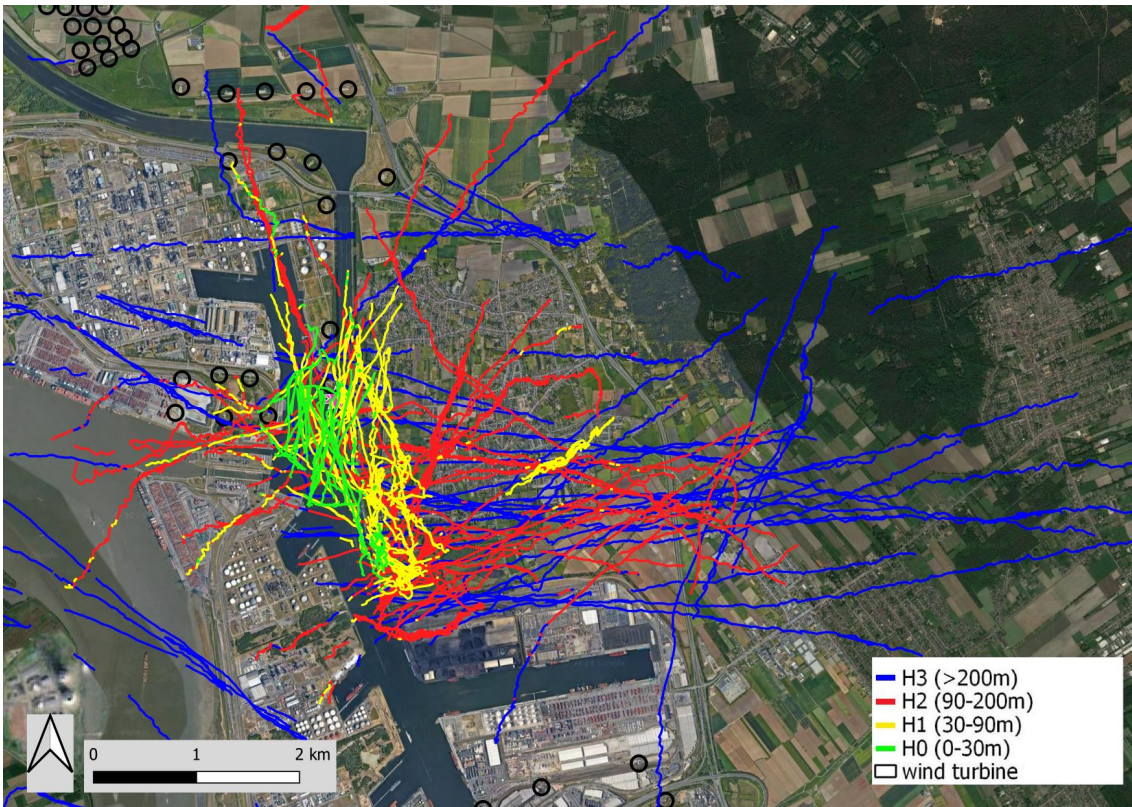 H3 (>200m)
H2 (90-200m)
H1 (30-90m)
H0 (0-30m)
wind turbine
0 1 2 km